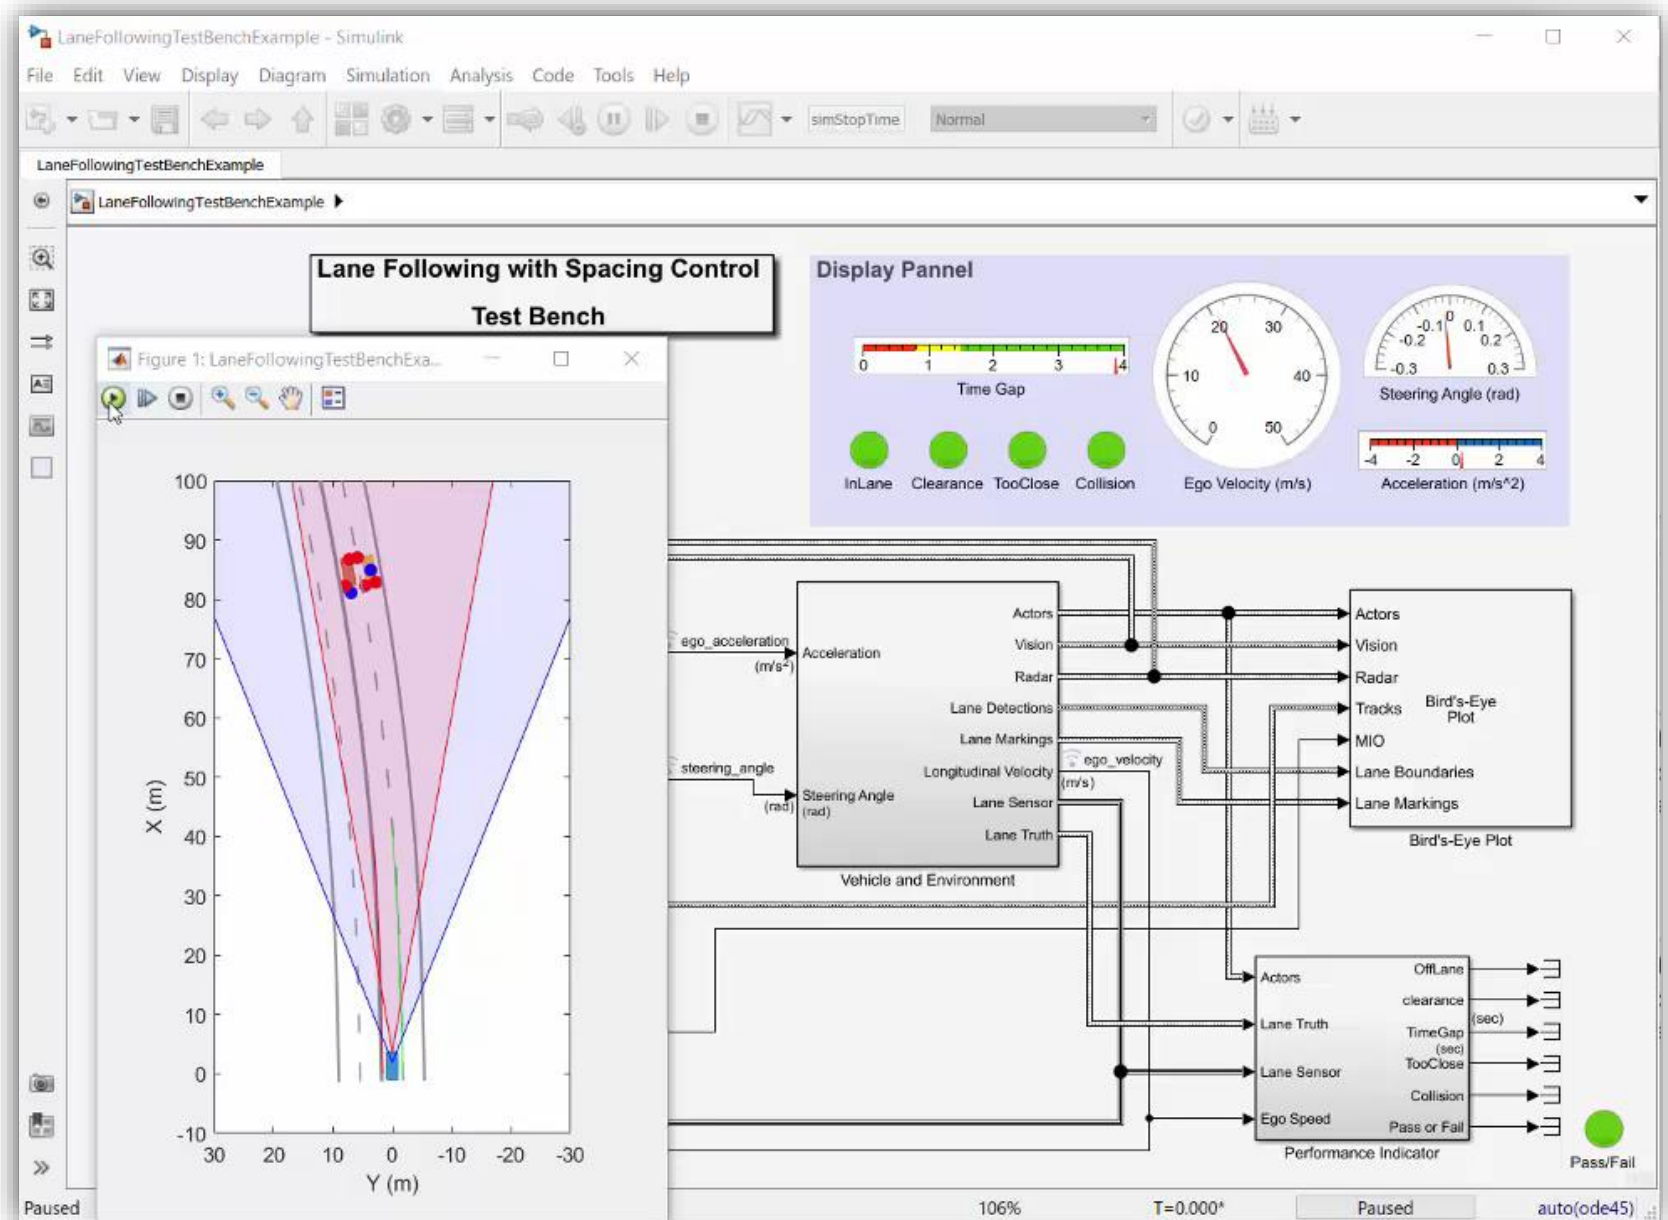 LaneFollowingTestBenchExample - Simulink
File Edit View Display Diagram Simulation Analysis Code Tools Help
simStopTime Normal
LaneFollowingTestBenchExample
LaneFollowingTestBenchExample
Lane Following with Spacing Control
Test Bench
Display Pannel
0 1 2 3 4
Time Gap
InLane Clearance TooClose Collision
0 10 20 30 40 50
Ego Velocity (m/s)
-0.3 -0.2 -0.1 0 0.1 0.2 0.3
Steering Angle (rad)
-4 -2 0 2 4
Acceleration (m/s^2)
Figure 1: LaneFollowingTestBenchExa...
100
90
80
70
60
50
40
30
20
10
0
-10
X (m)
30 20 10 0 -10 -20 -30
Y (m)
ego_acceleration
(m/s²)
steering_angle
(rad)
Acceleration
Steering Angle
(rad)
Actors
Vision
Radar
Lane Detections
Lane Markings
Longitudinal Velocity
Lane Sensor
Lane Truth
Vehicle and Environment
ego_velocity
(m/s)
Actors
Vision
Radar
Tracks
MIO
Lane Boundaries
Lane Markings
Bird's-Eye
Plot
Bird's-Eye Plot
Actors
Lane Truth
Lane Sensor
Ego Speed
OffLane
clearance
TimeGap
(sec)
TooClose
Collision
Pass or Fail
(sec)
Performance Indicator
Pass/Fail
Paused 106% T=0.000* Paused auto(ode45)